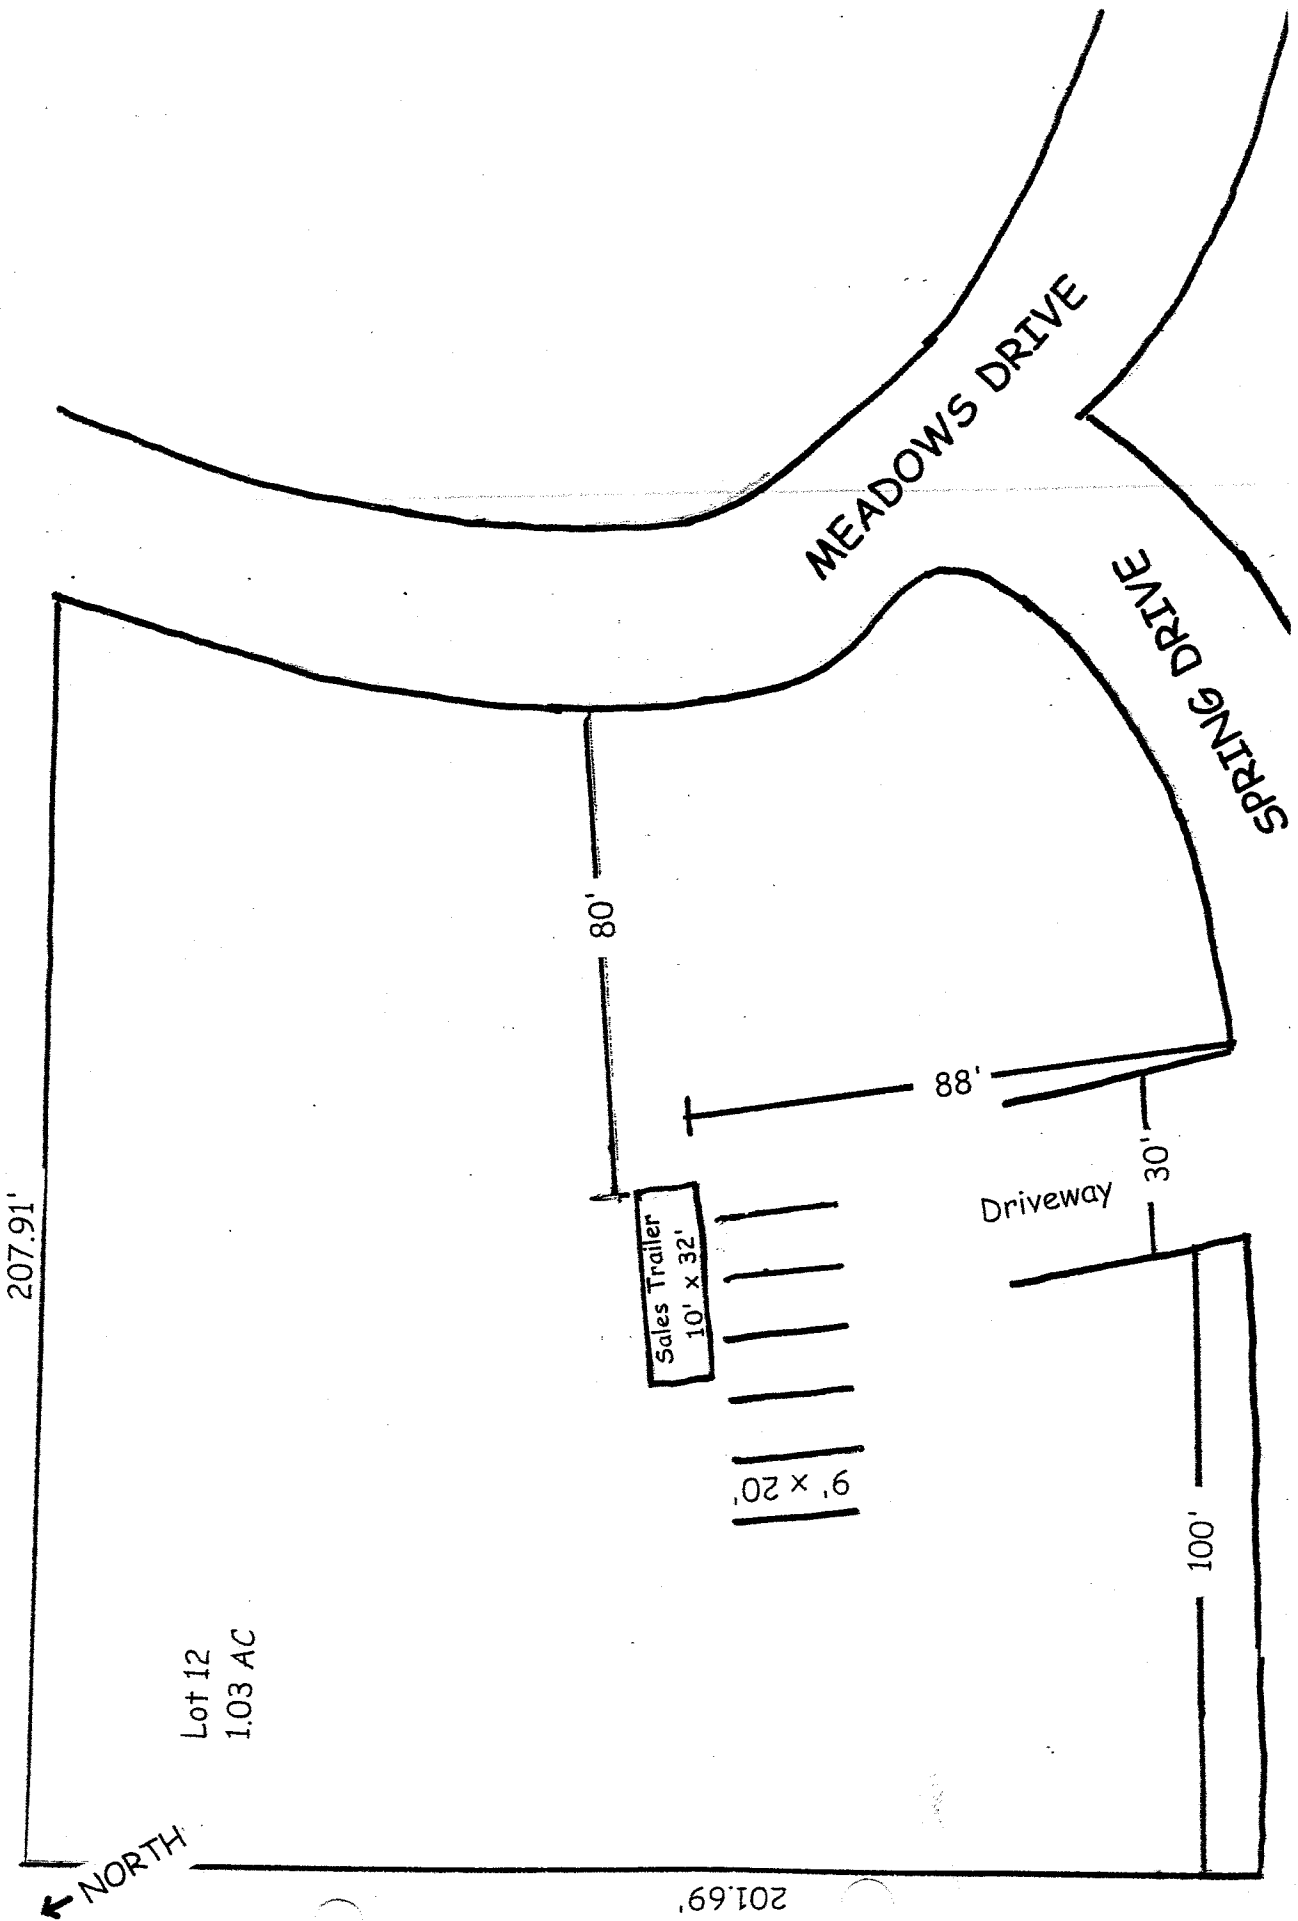 MEADOWS DRIVE
SPRING DRIVE
80'
88'
30'
Driveway
Sales Trailer
10' x 32'
9' x 20'
100'
207.91'
Lot 12
1.03 AC
NORTH
201.69'